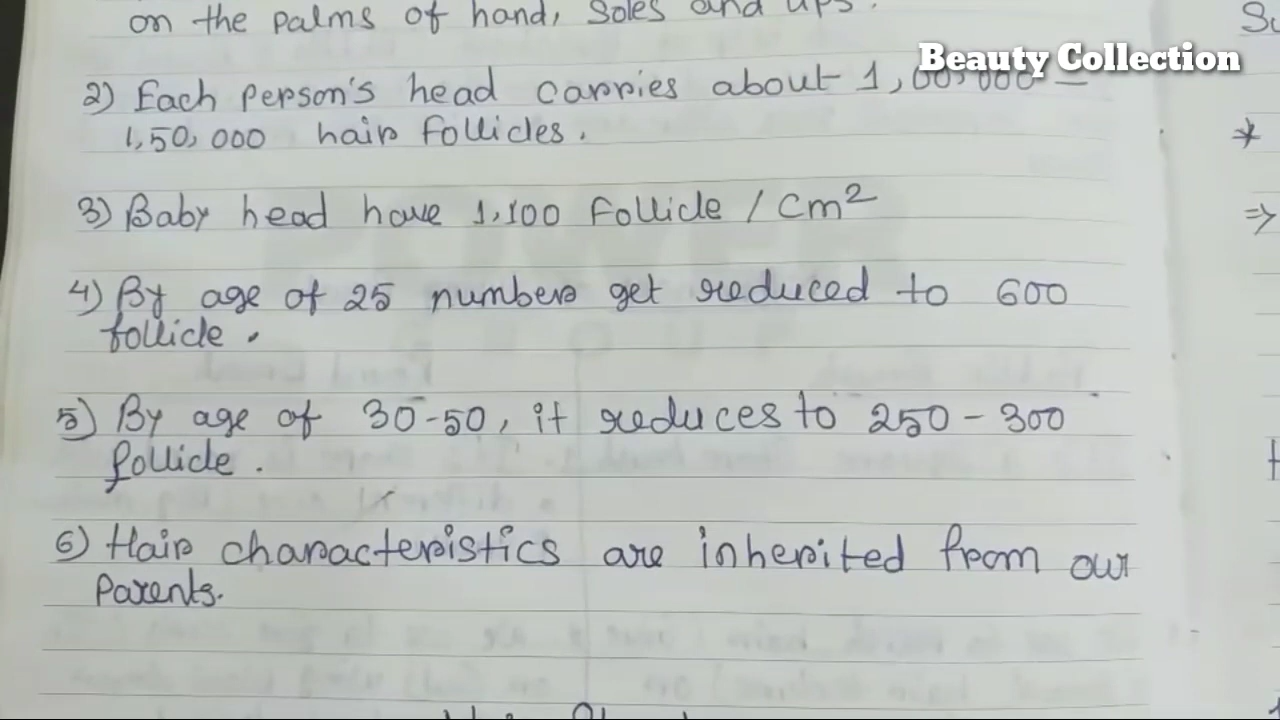 on the palms of hand, soles and lips.
Beauty Collection
2) Each person's head carries about 1,00,000 -
1,50,000 hair follicles.
3) Baby head have 1,100 follicle / cm²
4) By age of 25 numbers get reduced to 600
follicle.
5) By age of 30-50, it reduces to 250 - 300
follicle.
6) Hair characteristics are inherited from our
Parents.